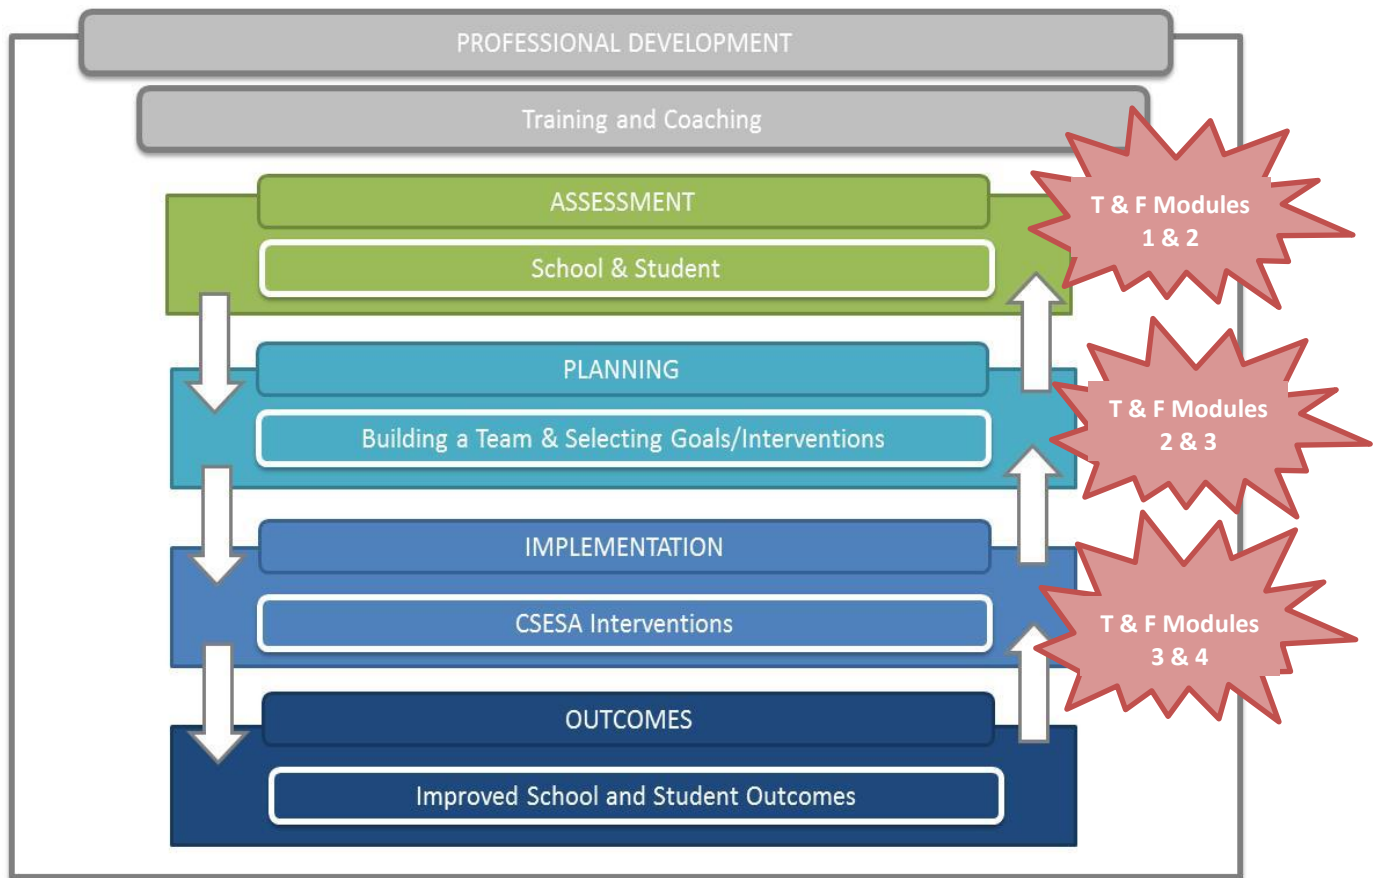 PROFESSIONAL DEVELOPMENT
Training and Coaching
ASSESSMENT
School & Student
T & F Modules
1 & 2
PLANNING
Building a Team & Selecting Goals/Interventions
T & F Modules
2 & 3
IMPLEMENTATION
CSESA Interventions
T & F Modules
3 & 4
OUTCOMES
Improved School and Student Outcomes